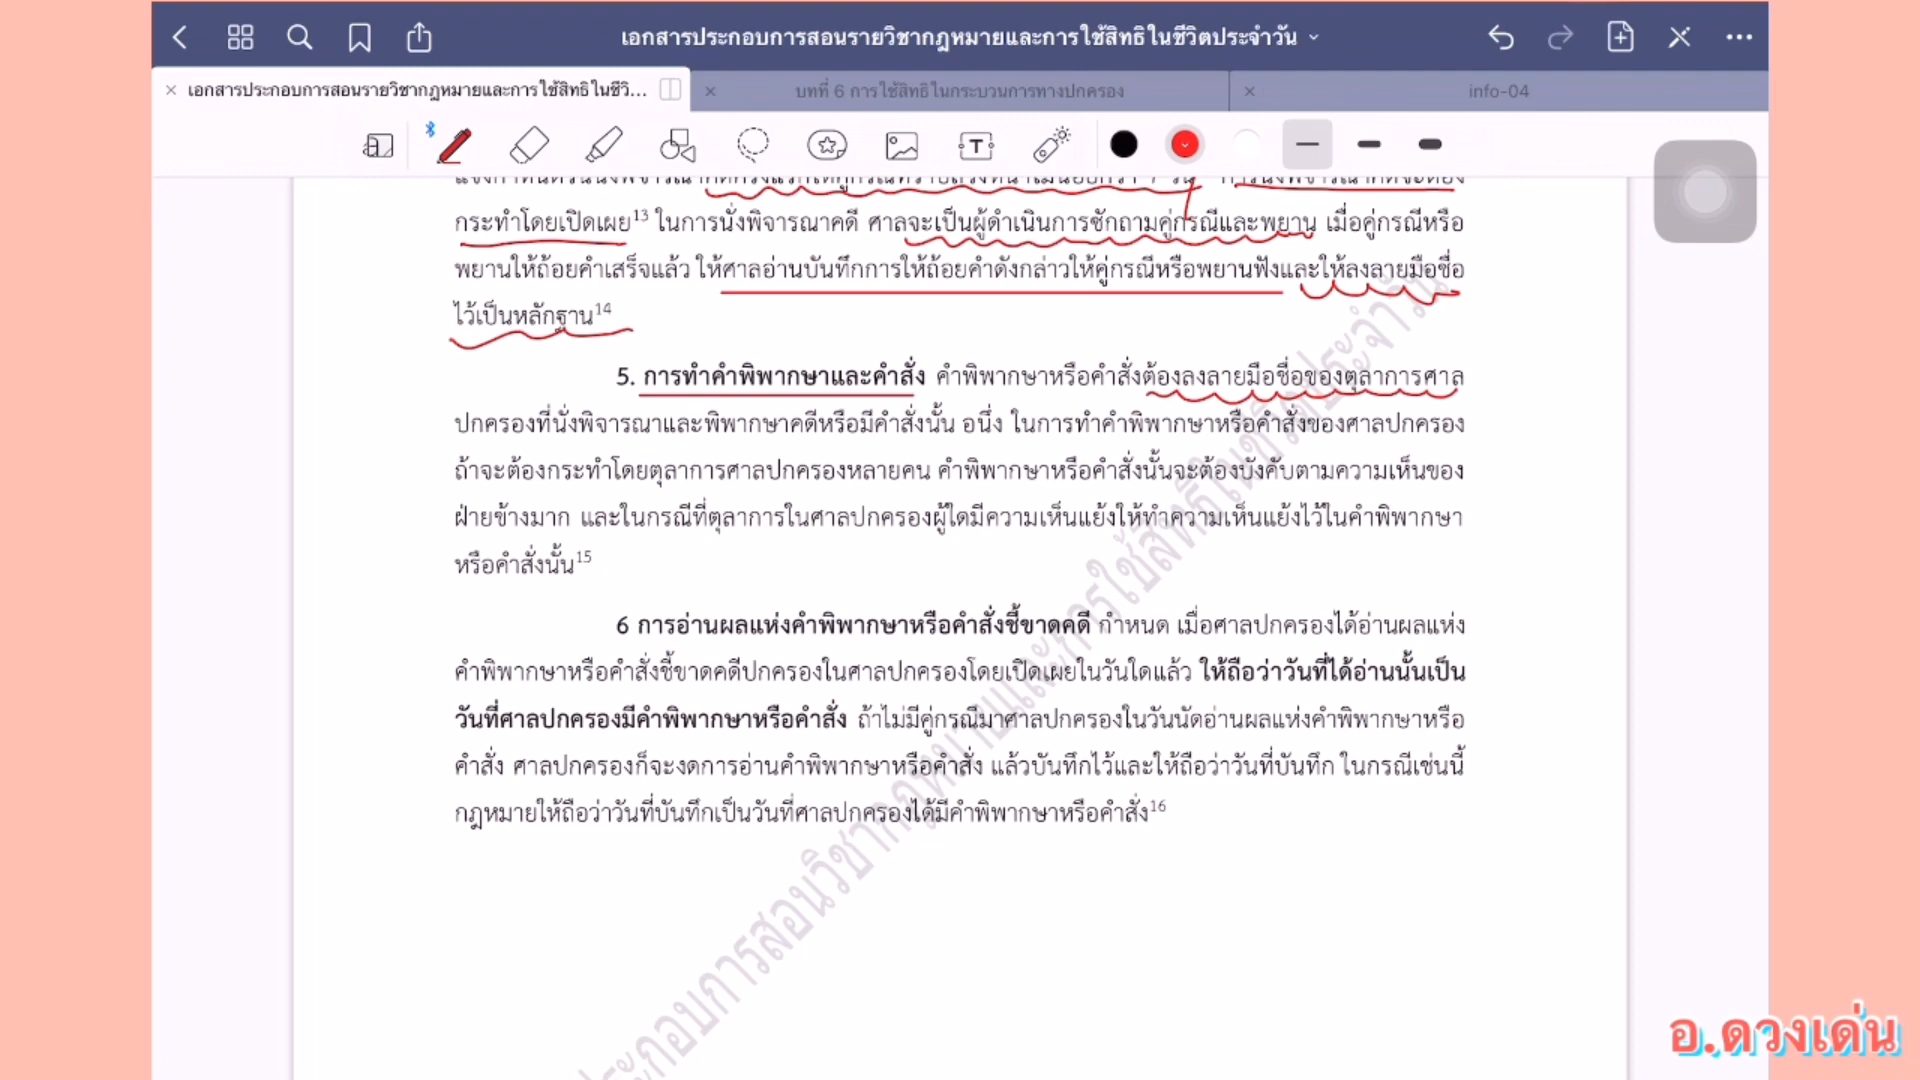 เอกสารประกอบการสอนรายวิชากฎหมายและการใช้สิทธิในชีวิตประจำวัน
เอกสารประกอบการสอนรายวิชากฎหมายและการใช้สิทธิในชีวิ...
บทที่ 6 การใช้สิทธิในกระบวนการทางปกครอง
info-04
กระทำโดยเปิดเผย13 ในการนั่งพิจารณาคดี ศาลจะเป็นผู้ดำเนินการซักถามคู่กรณีและพยาน เมื่อคู่กรณีหรือ
พยานให้ถ้อยคำเสร็จแล้ว ให้ศาลอ่านบันทึกการให้ถ้อยคำดังกล่าวให้คู่กรณีหรือพยานฟังและให้ลงลายมือชื่อ
ไว้เป็นหลักฐาน14
5. การทำคำพิพากษาและคำสั่ง คำพิพากษาหรือคำสั่งต้องลงลายมือชื่อของตุลาการศาล
ปกครองที่นั่งพิจารณาและพิพากษาคดีหรือมีคำสั่งนั้น อนึ่ง ในการทำคำพิพากษาหรือคำสั่งของศาลปกครอง
ถ้าจะต้องกระทำโดยตุลาการศาลปกครองหลายคน คำพิพากษาหรือคำสั่งนั้นจะต้องบังคับตามความเห็นของ
ฝ่ายข้างมาก และในกรณีที่ตุลาการในศาลปกครองผู้ใดมีความเห็นแย้งให้ทำความเห็นแย้งไว้ในคำพิพากษา
หรือคำสั่งนั้น15
6 การอ่านผลแห่งคำพิพากษาหรือคำสั่งชี้ขาดคดี กำหนด เมื่อศาลปกครองได้อ่านผลแห่ง
คำพิพากษาหรือคำสั่งชี้ขาดคดีปกครองในศาลปกครองโดยเปิดเผยในวันใดแล้ว ให้ถือว่าวันที่ได้อ่านนั้นเป็น
วันที่ศาลปกครองมีคำพิพากษาหรือคำสั่ง ถ้าไม่มีคู่กรณีมาศาลปกครองในวันนัดอ่านผลแห่งคำพิพากษาหรือ
คำสั่ง ศาลปกครองก็จะงดการอ่านคำพิพากษาหรือคำสั่ง แล้วบันทึกไว้และให้ถือว่าวันที่บันทึก ในกรณีเช่นนี้
กฎหมายให้ถือว่าวันที่บันทึกเป็นวันที่ศาลปกครองได้มีคำพิพากษาหรือคำสั่ง16
ประกอบการสอนวิชากฎหมายและการใช้สิทธิในชีวิตประจำวัน
อ.ดวงเด่น